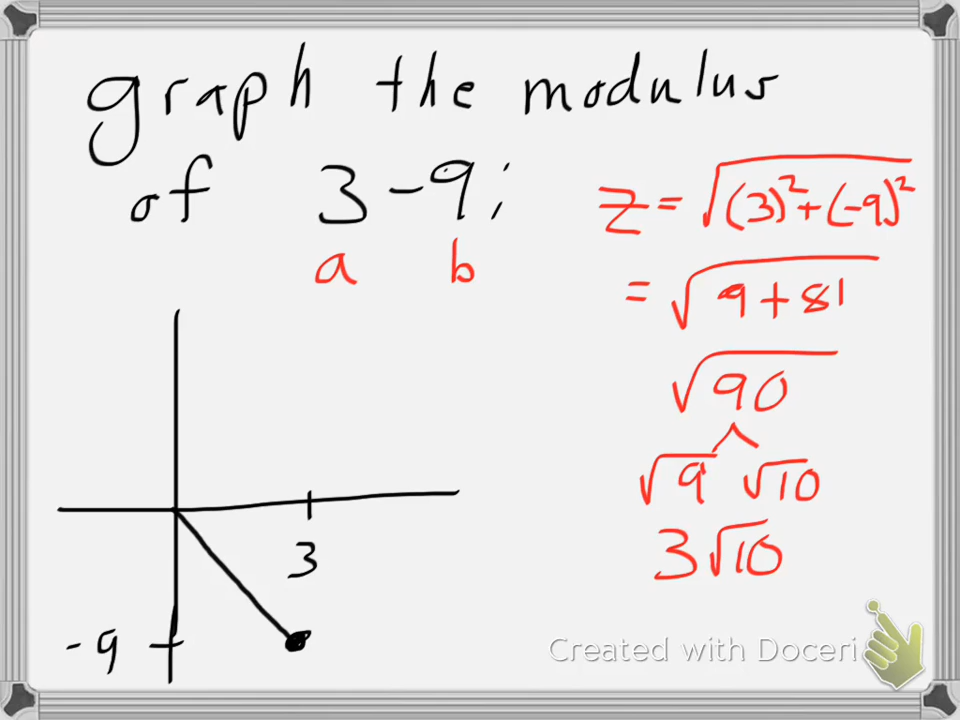 graph the modulus
of 3 - 9i
a b
z = √(3)² + (-9)²
= √9 + 81
√90
√9 √10
3√10
3
-9
Created with Doceri